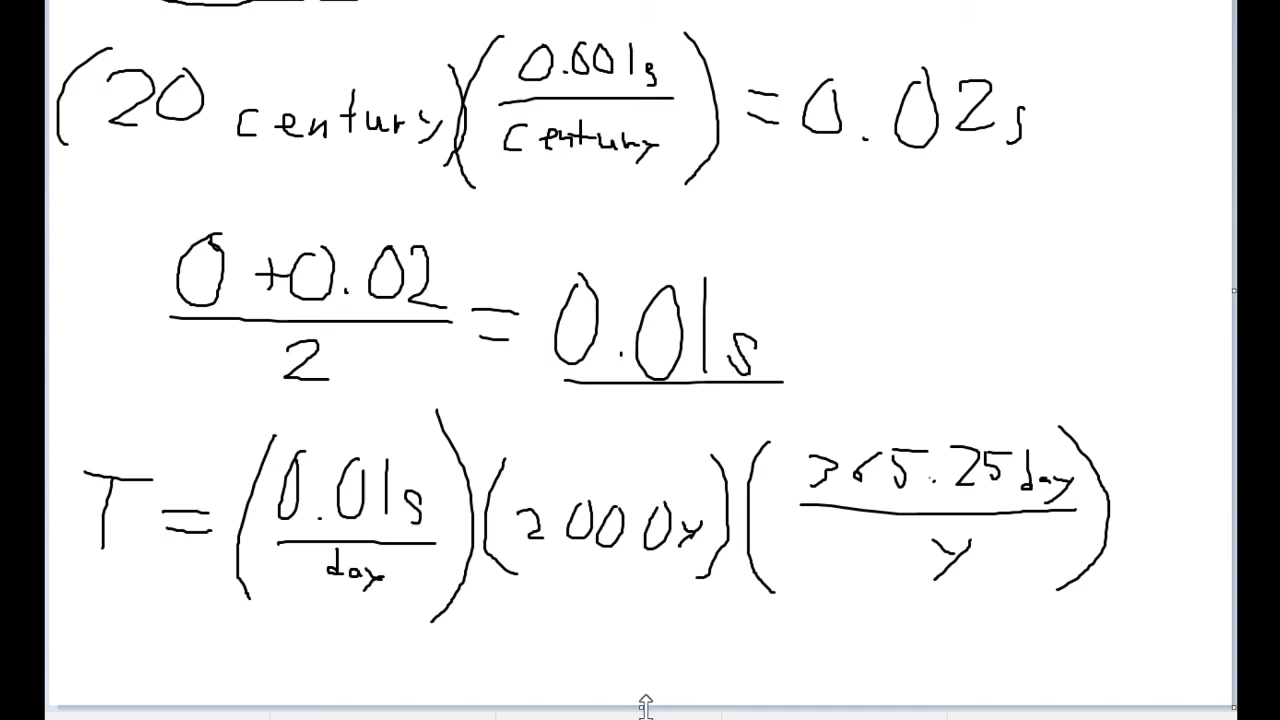 (20 century)(0.001s/century) = 0.02s
0+0.02/2 = 0.01s
T = (0.01s/day)(2000y)(365.25day/y)